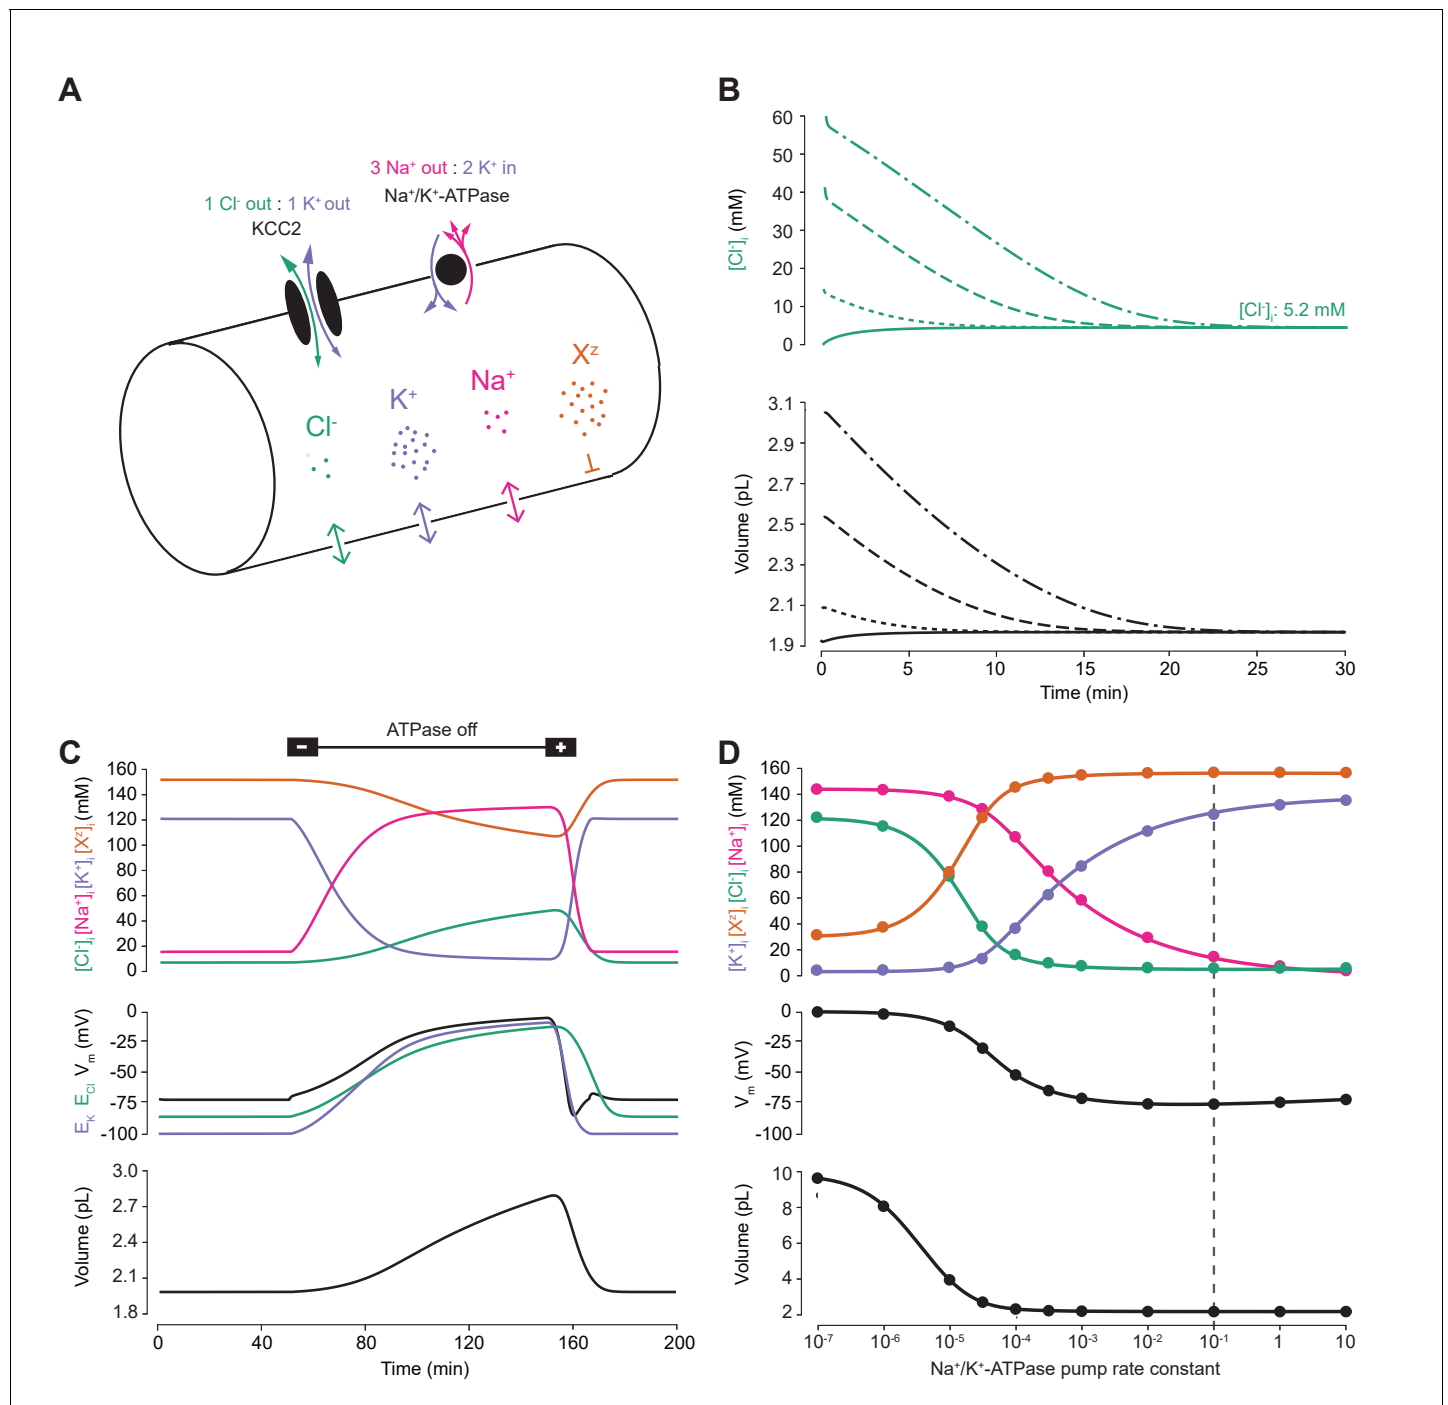 A
3 Na⁺ out : 2 K⁺ in
Na⁺/K⁺-ATPase
1 Cl⁻ out : 1 K⁺ out
KCC2
Cl⁻
K⁺
Na⁺
Xᶻ
B
[Cl⁻]ᵢ (mM)
60
50
40
30
20
10
0
[Cl⁻]ᵢ: 5.2 mM
Volume (pL)
3.1
2.9
2.7
2.5
2.3
2.1
1.9
0 5 10 15 20 25 30
Time (min)
C
ATPase off
−
+
[Cl⁻]ᵢ [Na⁺]ᵢ [K⁺]ᵢ [Xᶻ]ᵢ (mM)
160
140
120
100
80
60
40
20
0
E_K E_Cl V_m (mV)
0
-25
-50
-75
-100
Volume (pL)
3.0
2.7
2.4
2.1
1.8
0 40 80 120 160 200
Time (min)
D
[K⁺]ᵢ [Xᶻ]ᵢ [Cl⁻]ᵢ [Na⁺]ᵢ (mM)
160
140
120
100
80
60
40
20
0
V_m (mV)
0
-25
-50
-75
-100
Volume (pL)
10
8
6
4
2
10⁻⁷ 10⁻⁶ 10⁻⁵ 10⁻⁴ 10⁻³ 10⁻² 10⁻¹ 1 10
Na⁺/K⁺-ATPase pump rate constant